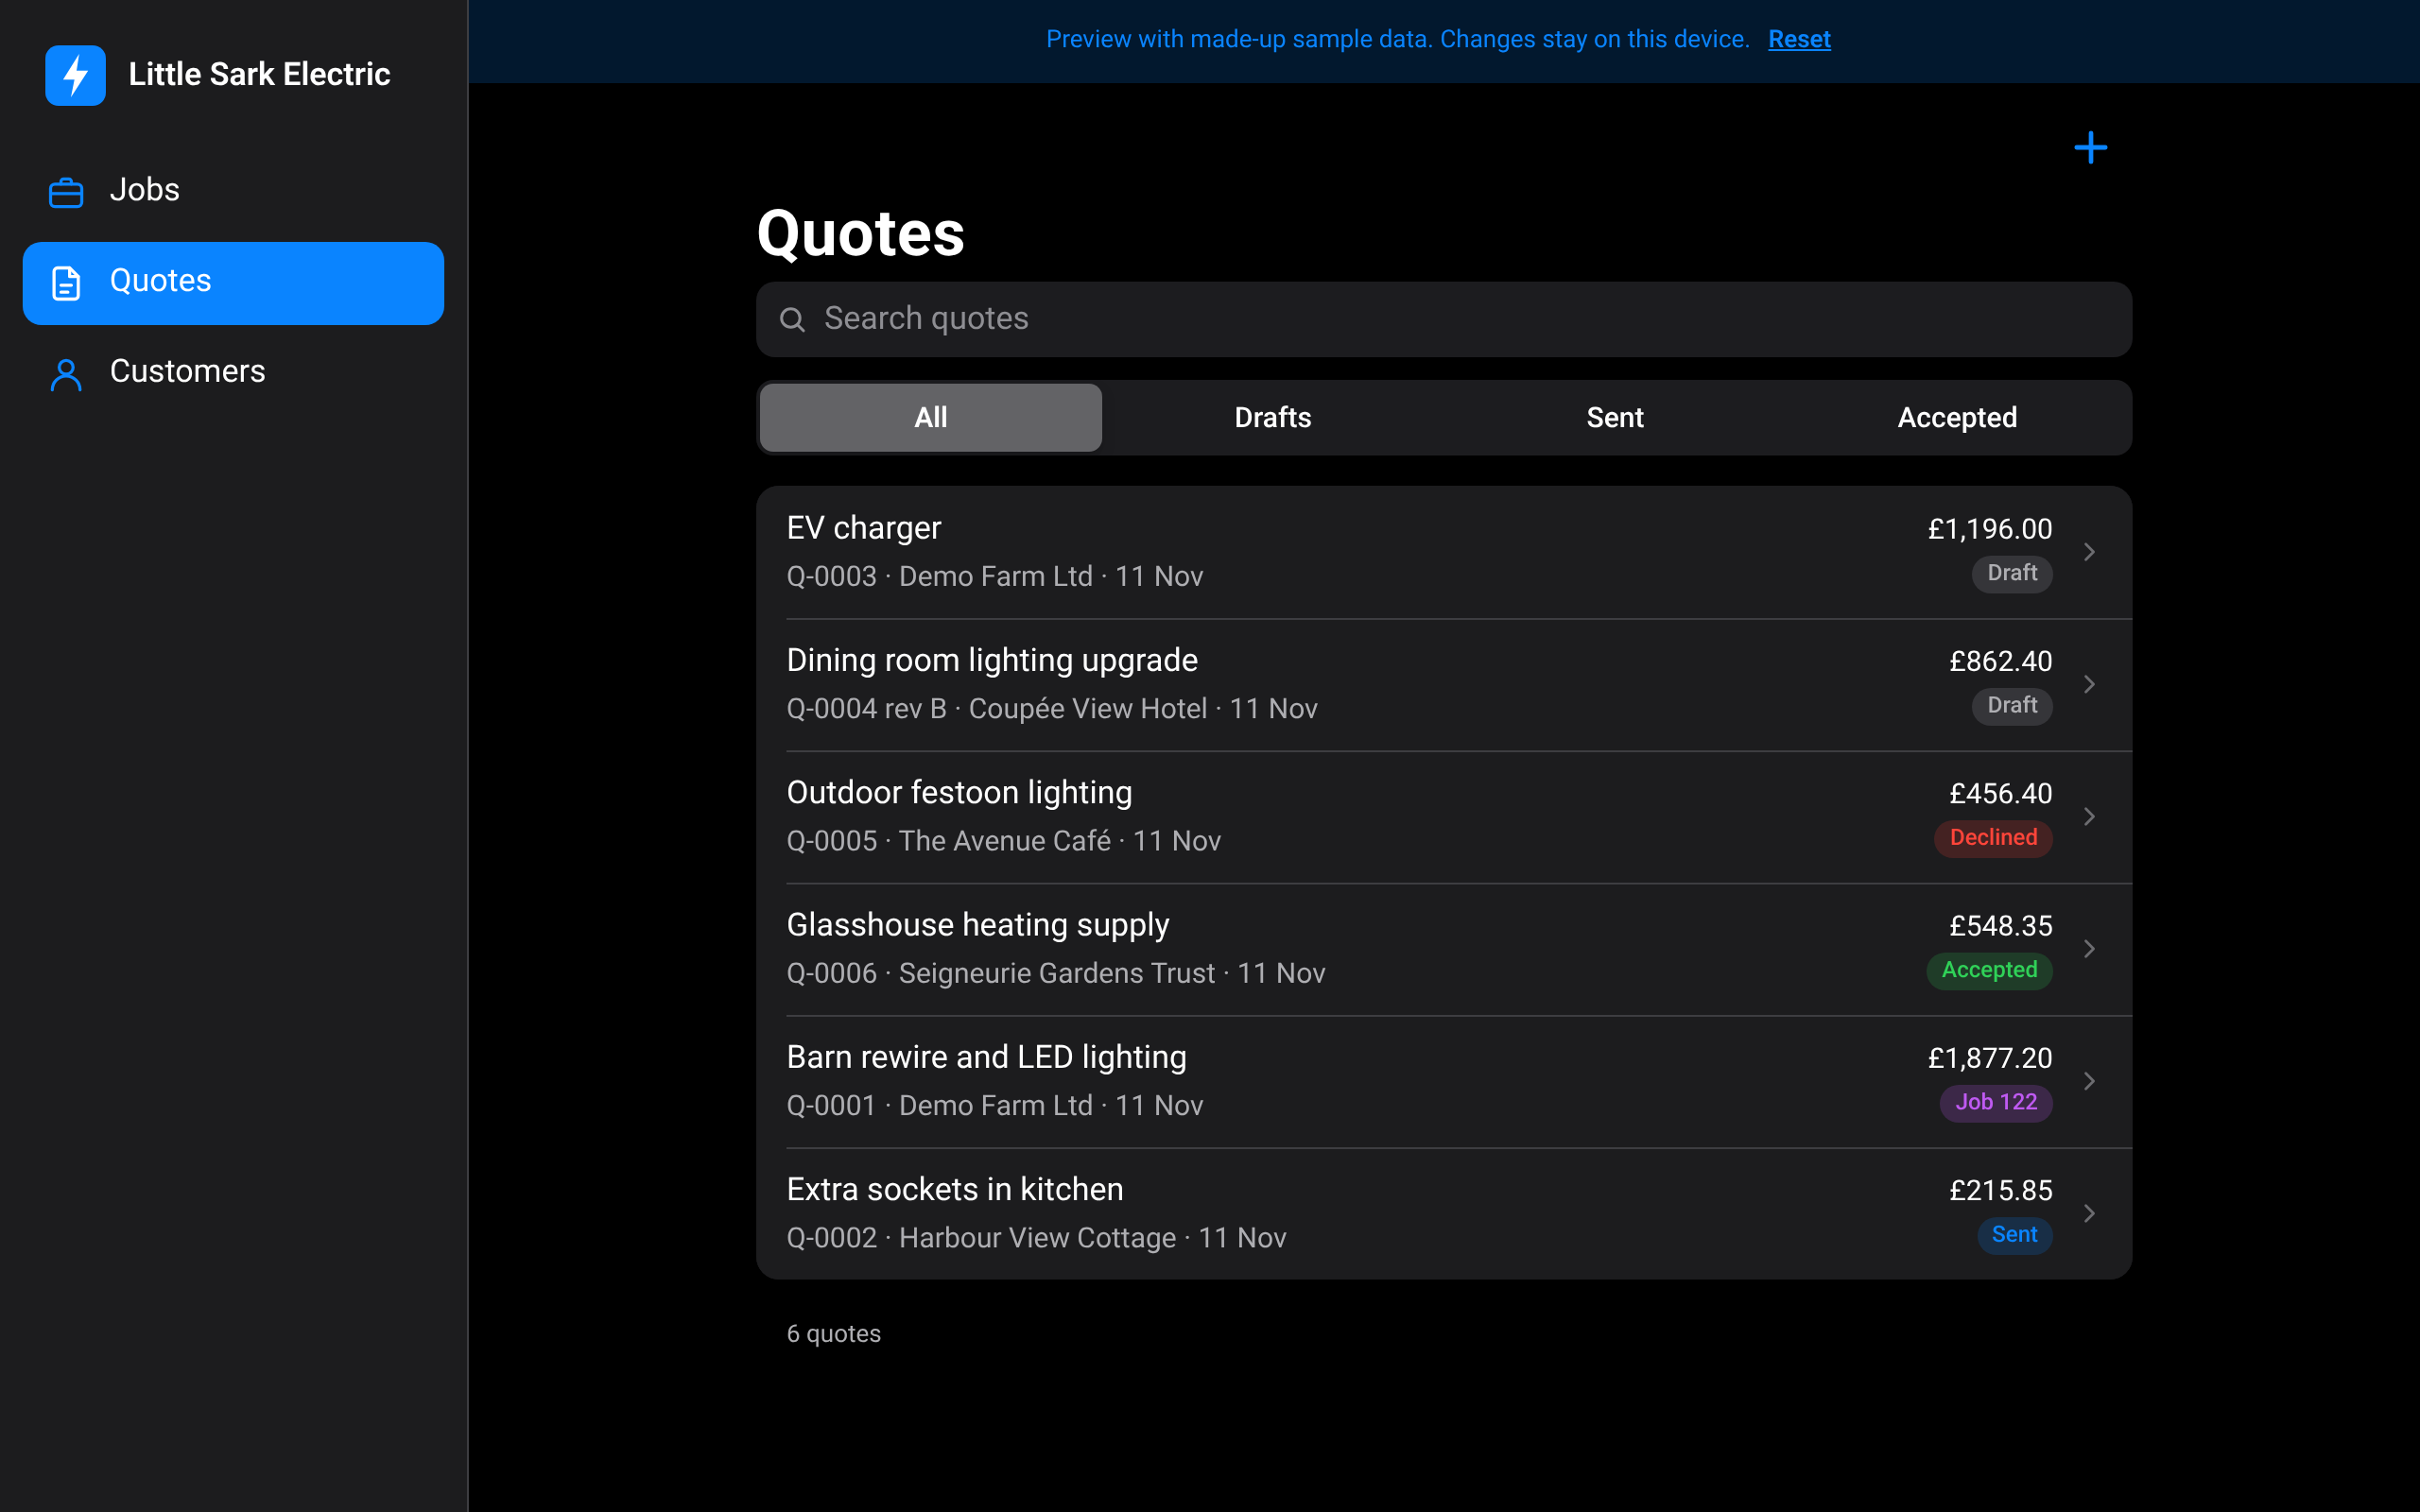 Little Sark Electric
Jobs
Quotes
Customers
Preview with made-up sample data. Changes stay on this device. Reset
Quotes
Search quotes
All Drafts Sent Accepted
EV charger £1,196.00
Q-0003 · Demo Farm Ltd · 11 Nov Draft
Dining room lighting upgrade £862.40
Q-0004 rev B · Coupée View Hotel · 11 Nov Draft
Outdoor festoon lighting £456.40
Q-0005 · The Avenue Café · 11 Nov Declined
Glasshouse heating supply £548.35
Q-0006 · Seigneurie Gardens Trust · 11 Nov Accepted
Barn rewire and LED lighting £1,877.20
Q-0001 · Demo Farm Ltd · 11 Nov Job 122
Extra sockets in kitchen £215.85
Q-0002 · Harbour View Cottage · 11 Nov Sent
6 quotes